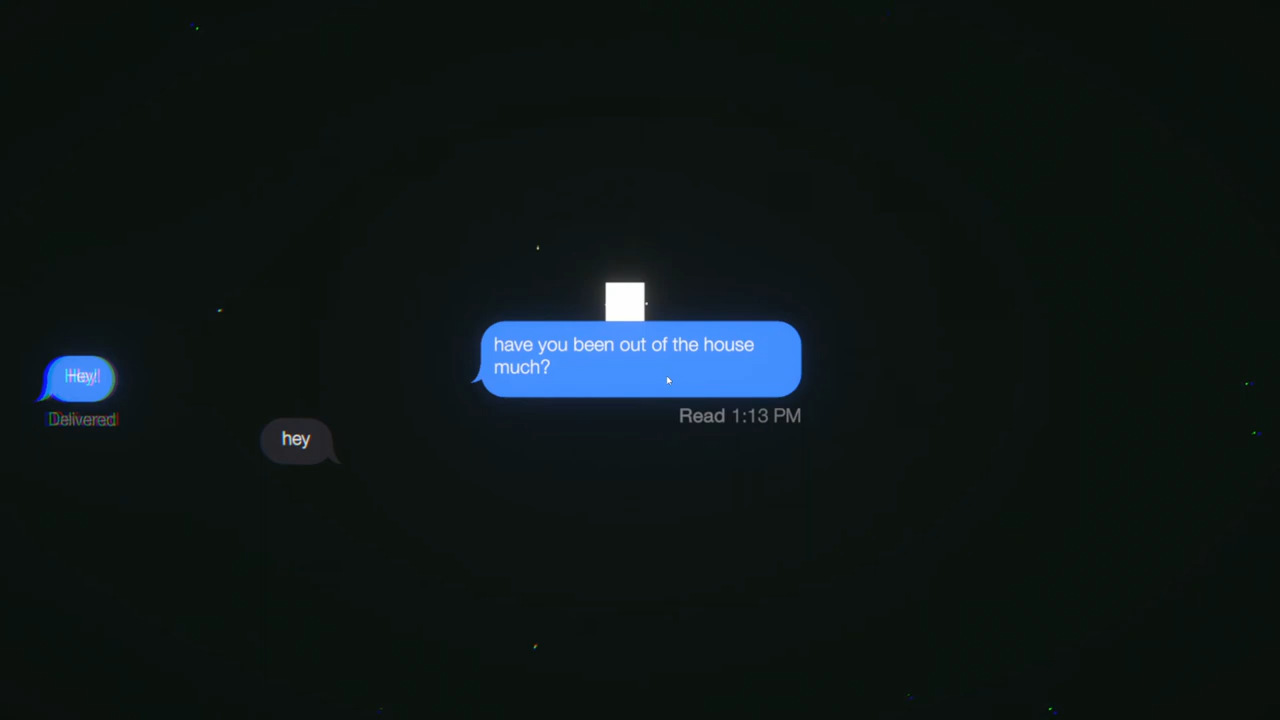 Hey!
Delivered
hey
have you been out of the house
much?
Read 1:13 PM